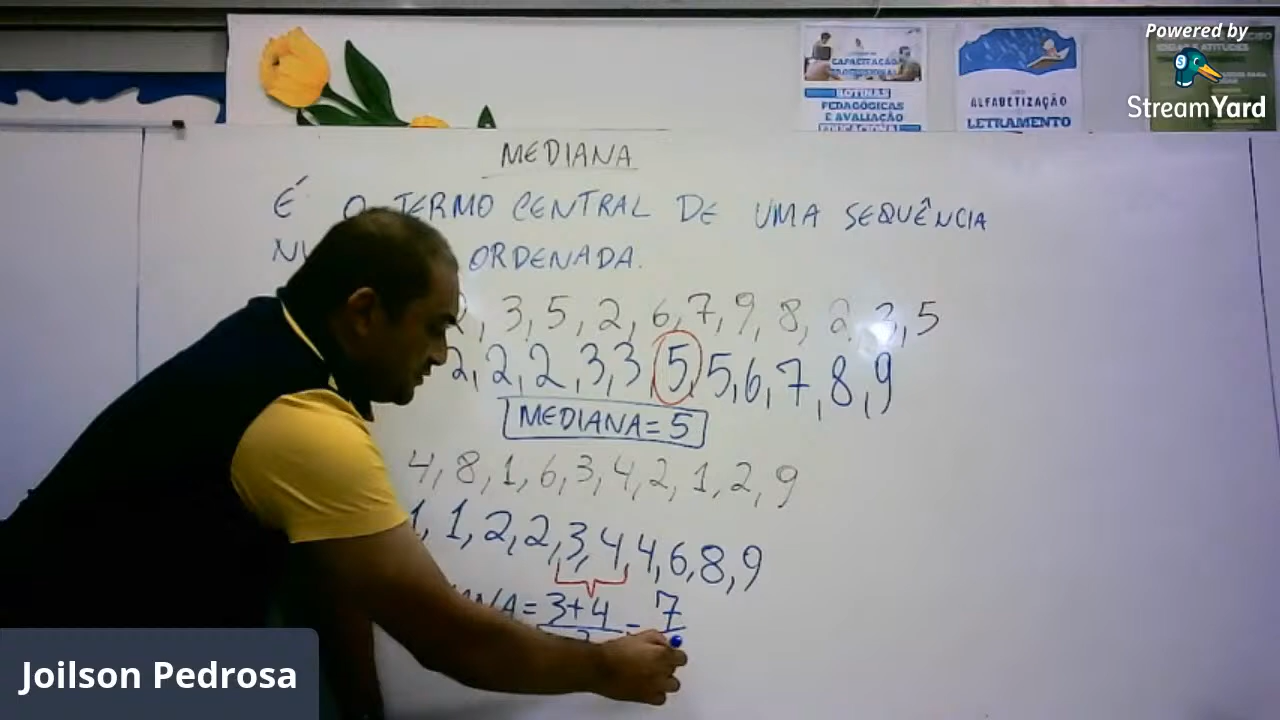 Powered by
StreamYard
CAPACITAÇÃO
ROTINAS
PEDAGÓGICAS
E AVALIAÇÃO
EDUCACIONAL
ALFABETIZAÇÃO
LETRAMENTO
MEDIANA
É O TERMO CENTRAL DE UMA SEQUÊNCIA
ORDENADA.
2, 3, 5, 2, 6, 7, 9, 8, 2, 3, 5
2, 2, 2, 3, 3, 5, 5, 6, 7, 8, 9
MEDIANA = 5
4, 8, 1, 6, 3, 4, 2, 1, 2, 9
1, 1, 2, 2, 3, 4, 4, 6, 8, 9
= 3+4 = 7
2
Joilson Pedrosa